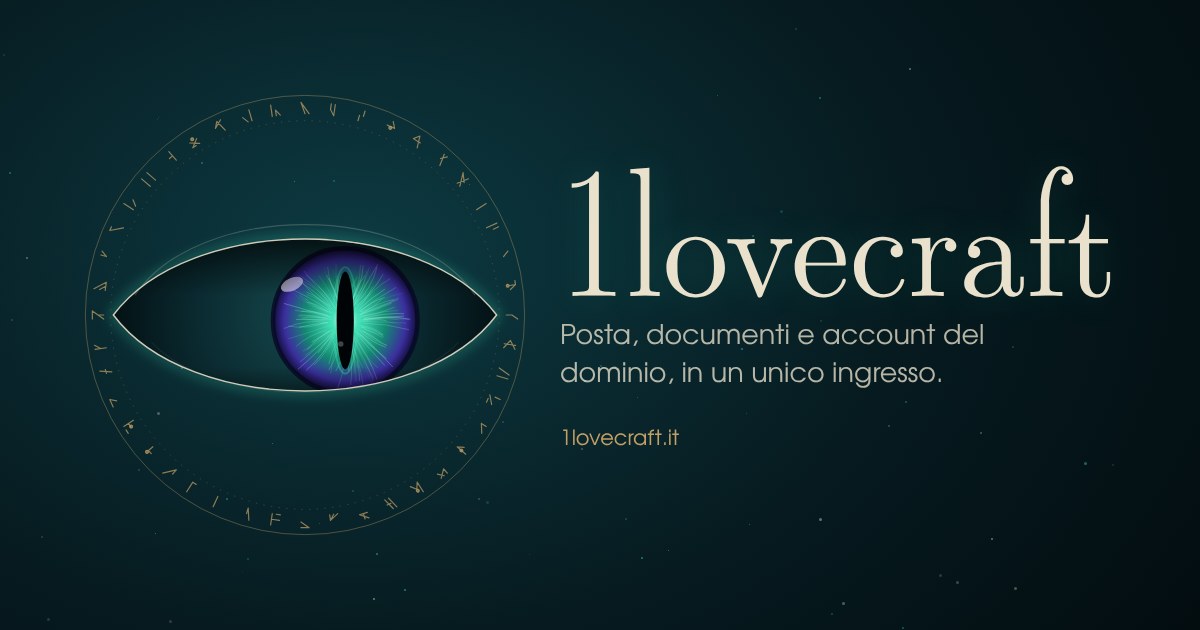 1lovecraft
Posta, documenti e account del
dominio, in un unico ingresso.
1lovecraft.it